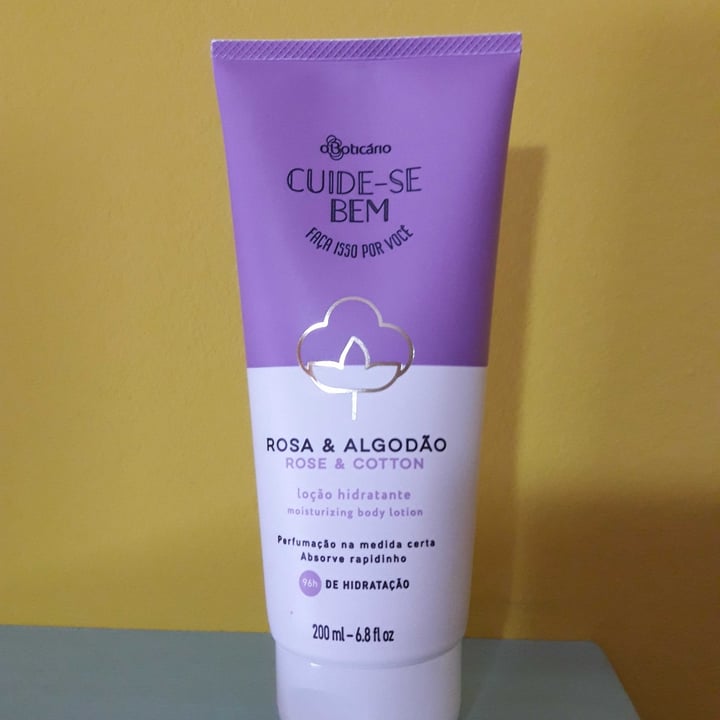 oBoticário
CUIDE-SE
BEM
FAÇA ISSO POR VOCÊ
ROSA & ALGODÃO
ROSE & COTTON
loção hidratante
moisturizing body lotion
Perfumação na medida certa
Absorve rapidinho
96h DE HIDRATAÇÃO
200 ml – 6.8 fl oz